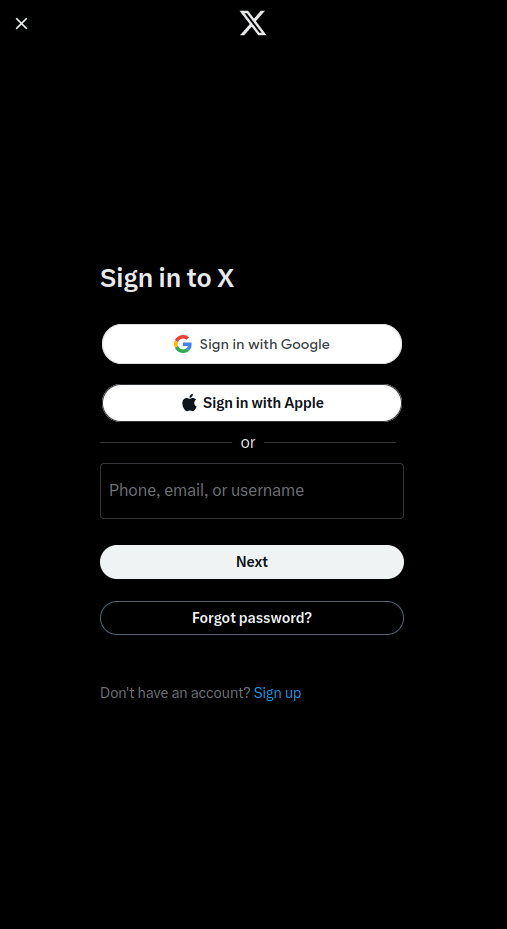 Sign in to X
Sign in with Google
Sign in with Apple
or
Phone, email, or username
Next
Forgot password?
Don't have an account? Sign up